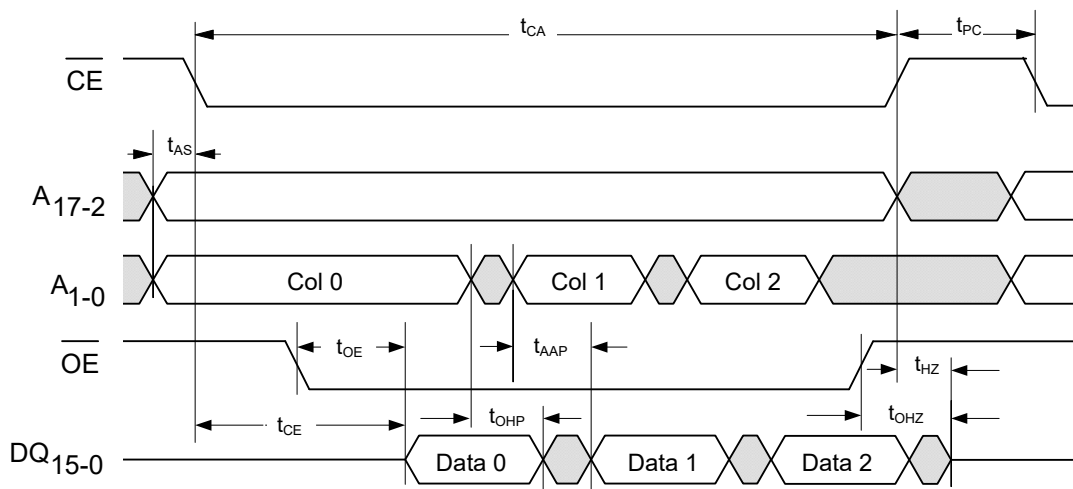 tCA
tPC
CE
tAS
A17-2
A1-0
Col 0
Col 1
Col 2
OE
tOE
tAAP
tHZ
tCE
tOHP
tOHZ
DQ15-0
Data 0
Data 1
Data 2